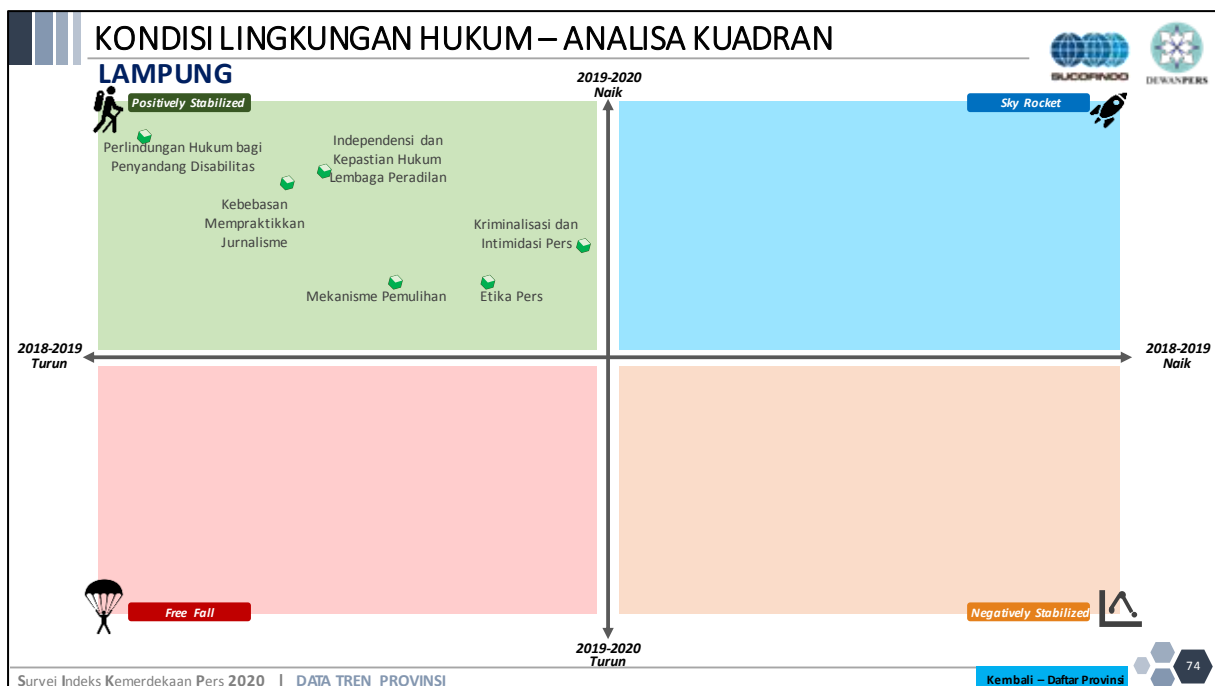 KONDISI LINGKUNGAN HUKUM – ANALISA KUADRAN
LAMPUNG
SUCOFINDO
DEWAN PERS
2019-2020
Naik
Positively Stabilized
Sky Rocket
Perlindungan Hukum bagi
Penyandang Disabilitas
Independensi dan
Kepastian Hukum
Lembaga Peradilan
Kebebasan
Mempraktikkan
Jurnalisme
Kriminalisasi dan
Intimidasi Pers
Mekanisme Pemulihan
Etika Pers
2018-2019
Turun
2018-2019
Naik
Free Fall
Negatively Stabilized
2019-2020
Turun
74
Survei Indeks Kemerdekaan Pers 2020 | DATA TREN PROVINSI
Kembali – Daftar Provinsi